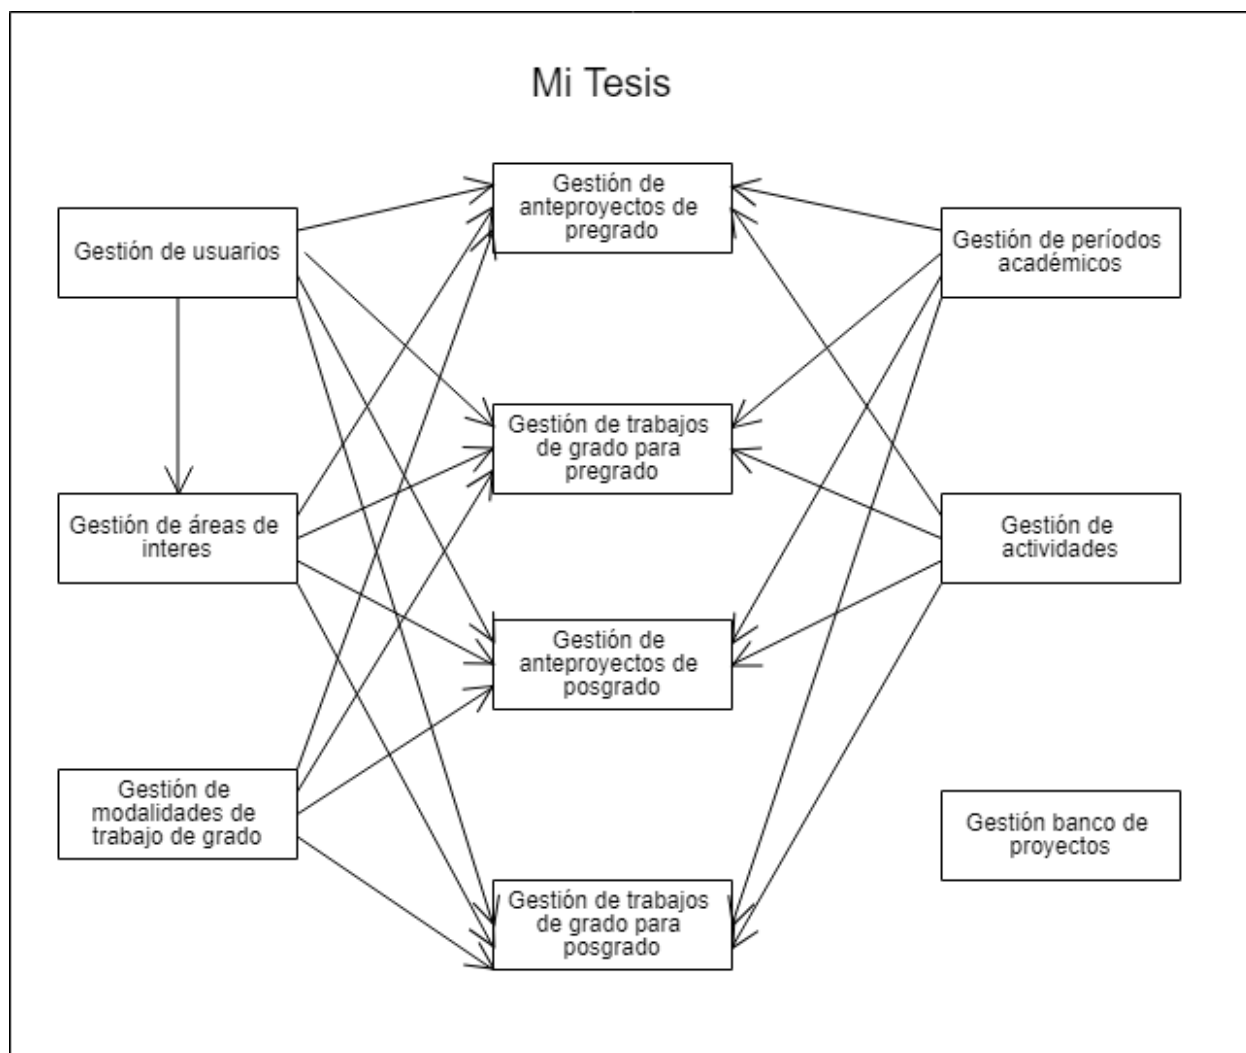 Mi Tesis
Gestión de
anteproyectos de
pregrado
Gestión de usuarios
Gestión de períodos
académicos
Gestión de trabajos
de grado para
pregrado
Gestión de áreas de
interes
Gestión de
actividades
Gestión de
anteproyectos de
posgrado
Gestión de
modalidades de
trabajo de grado
Gestión banco de
proyectos
Gestión de trabajos
de grado para
posgrado